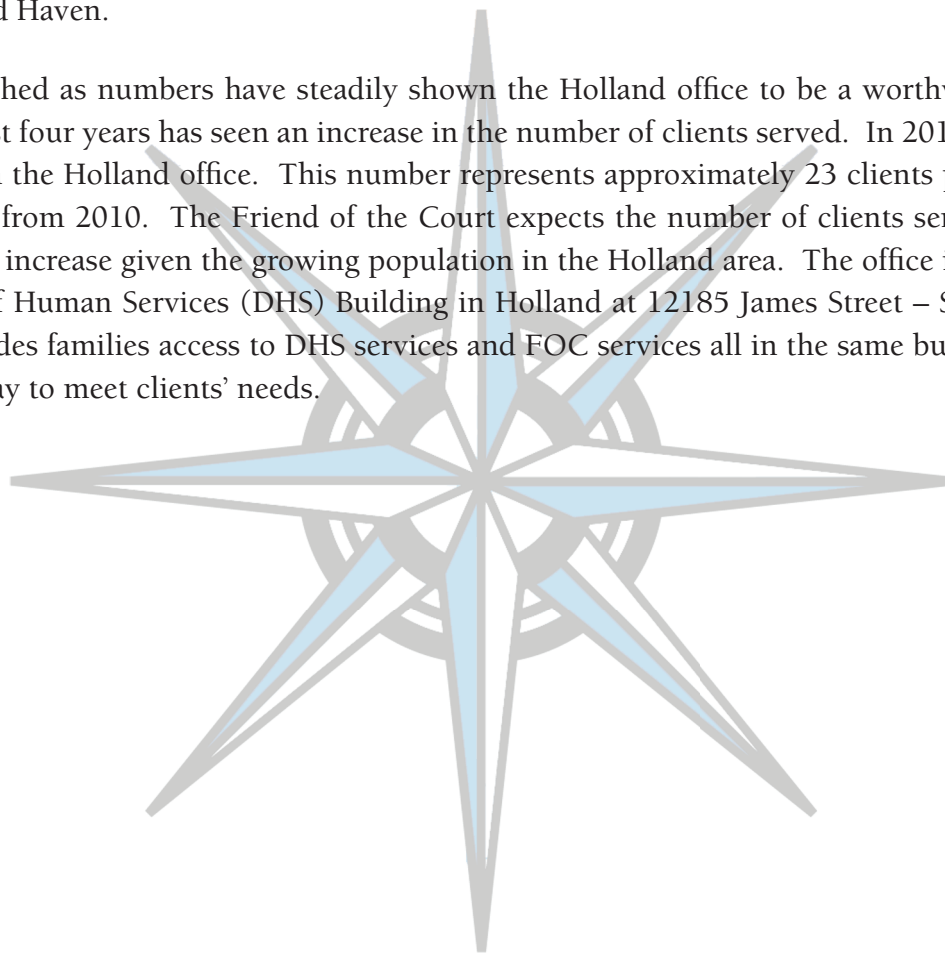 d Haven.
shed as numbers have steadily shown the Holland office to be a worthw
st four years has seen an increase in the number of clients served. In 201
the Holland office. This number represents approximately 23 clients p
from 2010. The Friend of the Court expects the number of clients ser
increase given the growing population in the Holland area. The office i
f Human Services (DHS) Building in Holland at 12185 James Street – S
des families access to DHS services and FOC services all in the same bu
ay to meet clients’ needs.